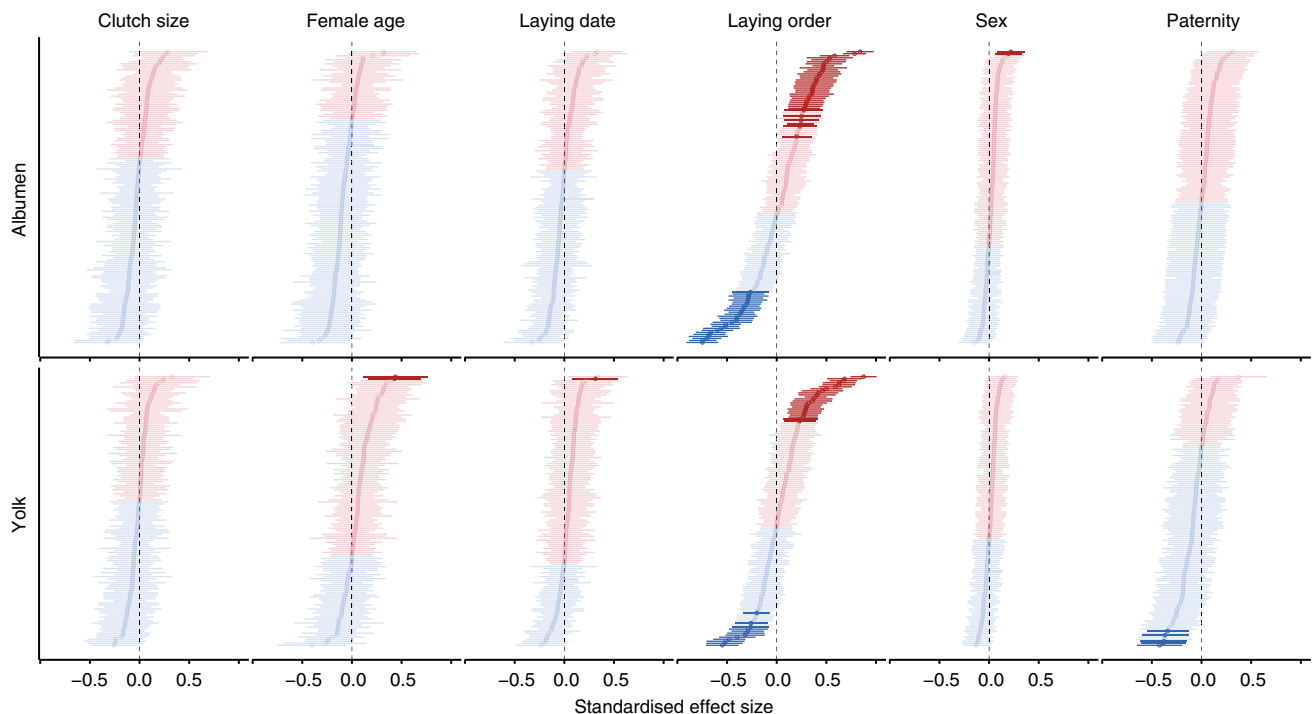 Clutch size Female age Laying date Laying order Sex Paternity
Albumen
Yolk
−0.5 0.0 0.5 −0.5 0.0 0.5 −0.5 0.0 0.5 −0.5 0.0 0.5 −0.5 0.0 0.5 −0.5 0.0 0.5
Standardised effect size